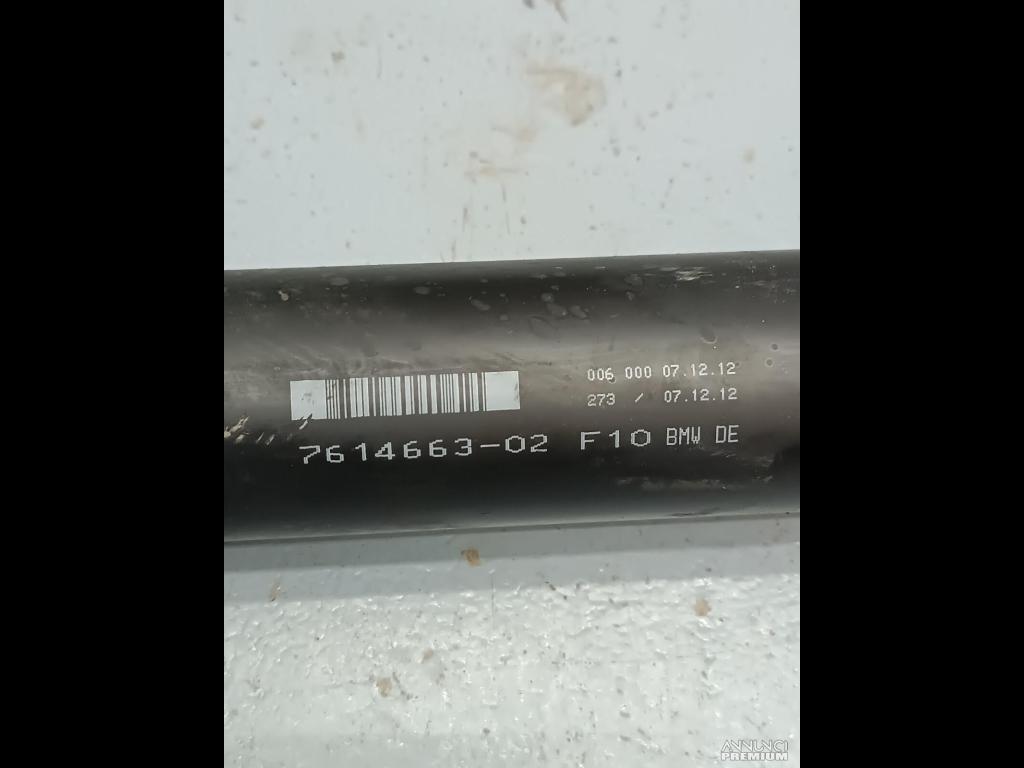 006 000 07.12.12
273 / 07.12.12
7614663-02 F10 BMW DE
ANNUNCI
PREMIUM